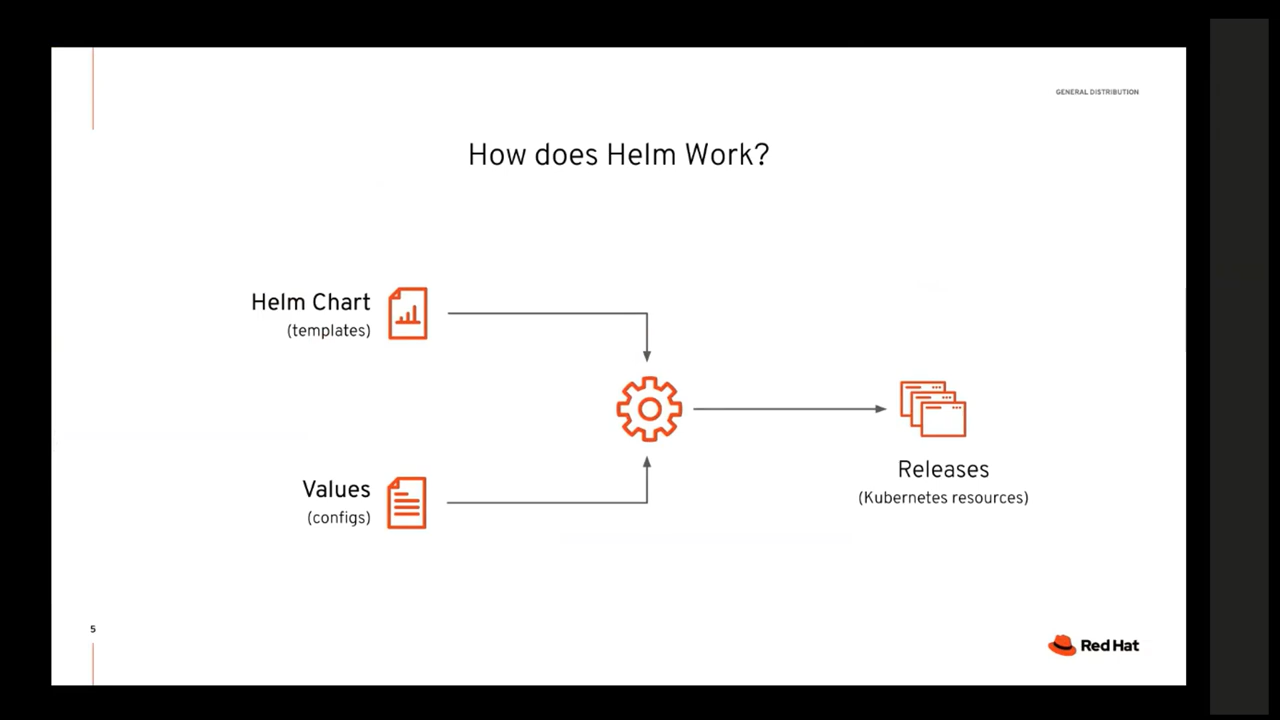 GENERAL DISTRIBUTION
How does Helm Work?
Helm Chart
(templates)
Values
(configs)
Releases
(Kubernetes resources)
5
Red Hat